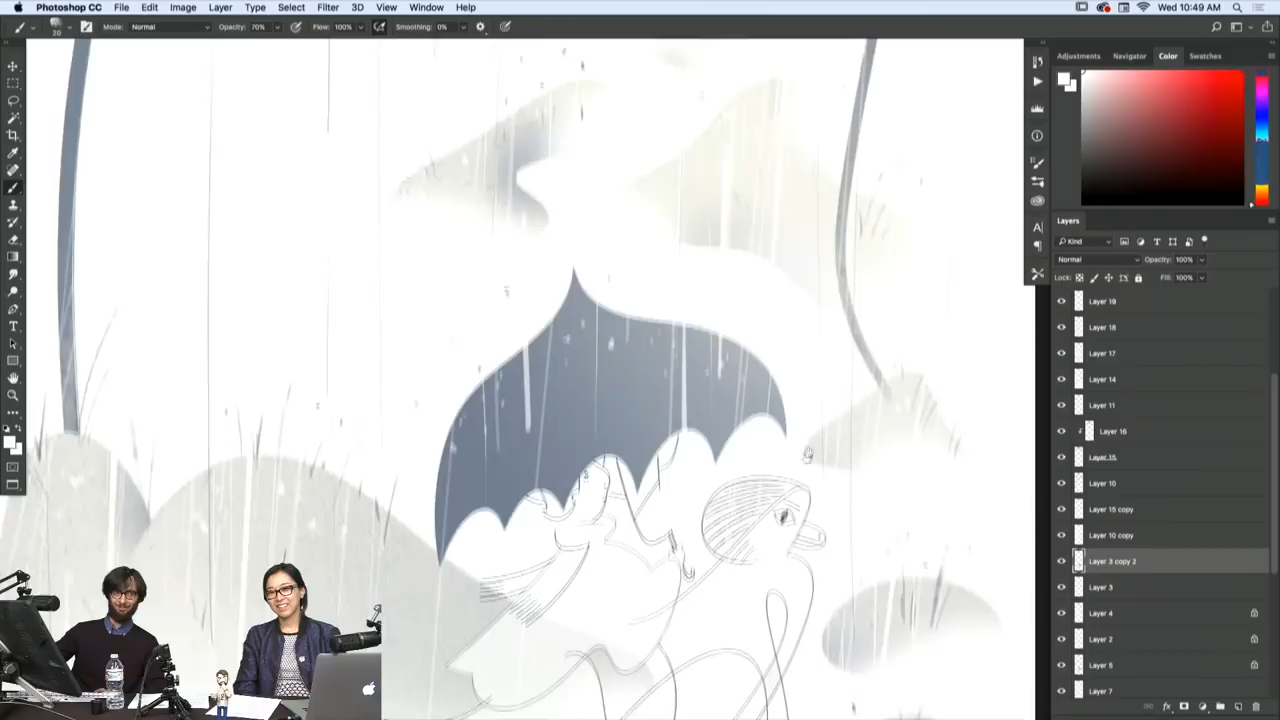 Photoshop CC File Edit Image Layer Type Select Filter 3D View Window Help Wed 10:49 AM
20 Mode: Normal Opacity: 70% Flow: 100% Smoothing: 0%
Adjustments Navigator Color Swatches
Layers
Kind
Normal Opacity: 100%
Lock: Fill: 100%
Layer 19
Layer 18
Layer 17
Layer 14
Layer 11
Layer 16
Layer 15
Layer 10
Layer 15 copy
Layer 10 copy
Layer 3 copy 2
Layer 3
Layer 4
Layer 2
Layer 5
Layer 7